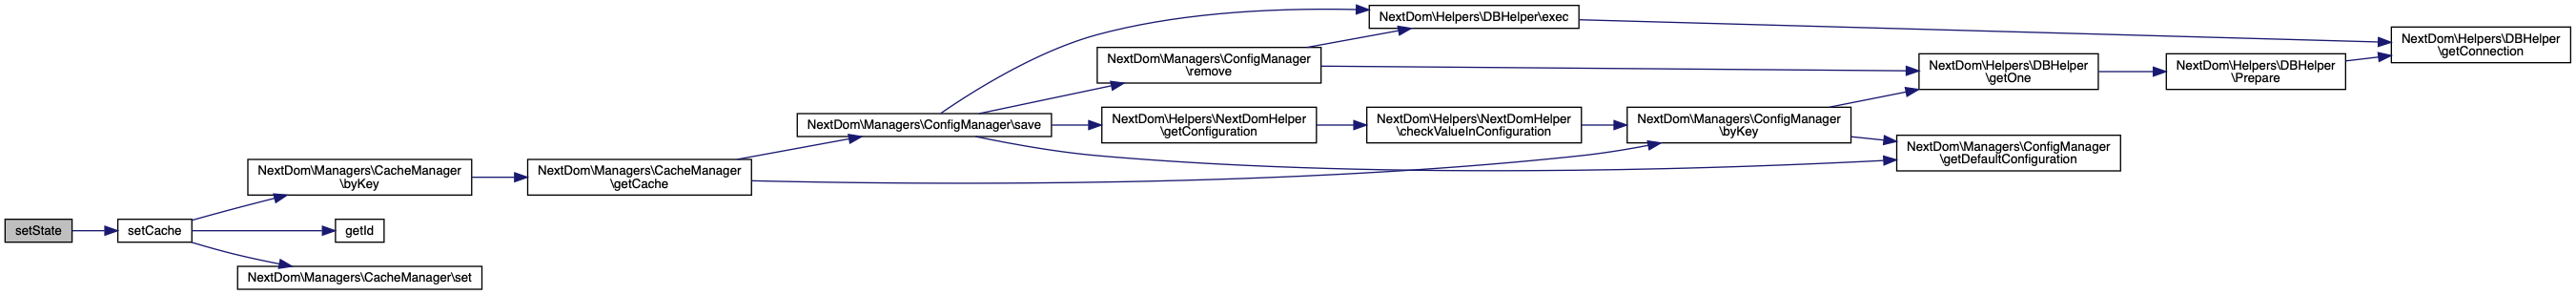 setState
setCache
NextDom\Managers\CacheManager
\byKey
getId
NextDom\Managers\CacheManager\set
NextDom\Managers\CacheManager
\getCache
NextDom\Managers\ConfigManager\save
NextDom\Helpers\DBHelper\exec
NextDom\Managers\ConfigManager
\remove
NextDom\Helpers\NextDomHelper
\getConfiguration
NextDom\Helpers\NextDomHelper
\checkValueInConfiguration
NextDom\Managers\ConfigManager
\byKey
NextDom\Helpers\DBHelper
\getOne
NextDom\Managers\ConfigManager
\getDefaultConfiguration
NextDom\Helpers\DBHelper
\Prepare
NextDom\Helpers\DBHelper
\getConnection